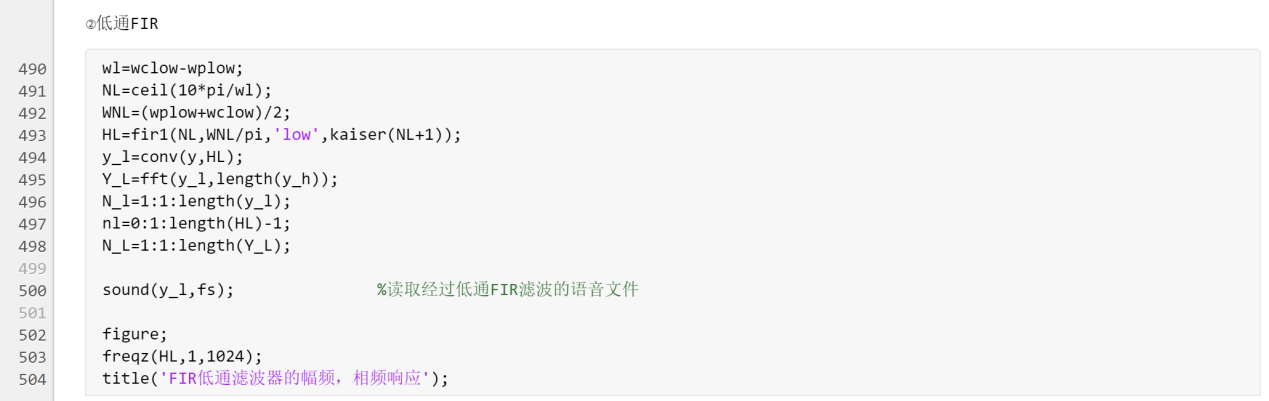 ②低通FIR
490 wl=wclow-wplow;
491 NL=ceil(10*pi/wl);
492 WNL=(wplow+wclow)/2;
493 HL=fir1(NL,WNL/pi,'low',kaiser(NL+1));
494 y_l=conv(y,HL);
495 Y_L=fft(y_l,length(y_h));
496 N_l=1:1:length(y_l);
497 nl=0:1:length(HL)-1;
498 N_L=1:1:length(Y_L);
499
500 sound(y_l,fs); %读取经过低通FIR滤波的语音文件
501
502 figure;
503 freqz(HL,1,1024);
504 title('FIR低通滤波器的幅频，相频响应');